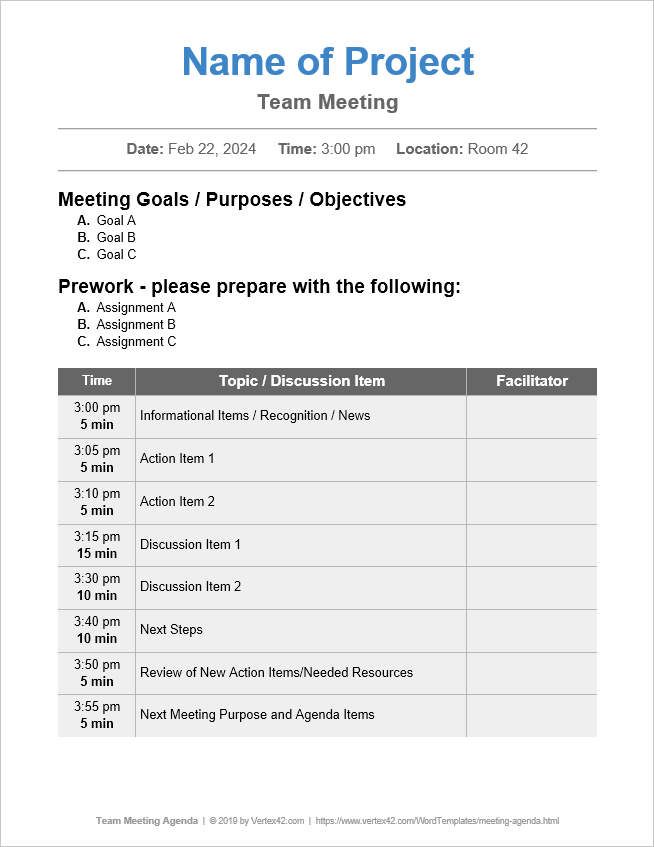 Name of Project
Team Meeting
Date: Feb 22, 2024 Time: 3:00 pm Location: Room 42
Meeting Goals / Purposes / Objectives
A. Goal A
B. Goal B
C. Goal C
Prework - please prepare with the following:
A. Assignment A
B. Assignment B
C. Assignment C
Time Topic / Discussion Item Facilitator
3:00 pm
5 min
Informational Items / Recognition / News
3:05 pm
5 min
Action Item 1
3:10 pm
5 min
Action Item 2
3:15 pm
15 min
Discussion Item 1
3:30 pm
10 min
Discussion Item 2
3:40 pm
10 min
Next Steps
3:50 pm
5 min
Review of New Action Items/Needed Resources
3:55 pm
5 min
Next Meeting Purpose and Agenda Items
Team Meeting Agenda | © 2019 by Vertex42.com | https://www.vertex42.com/WordTemplates/meeting-agenda.html